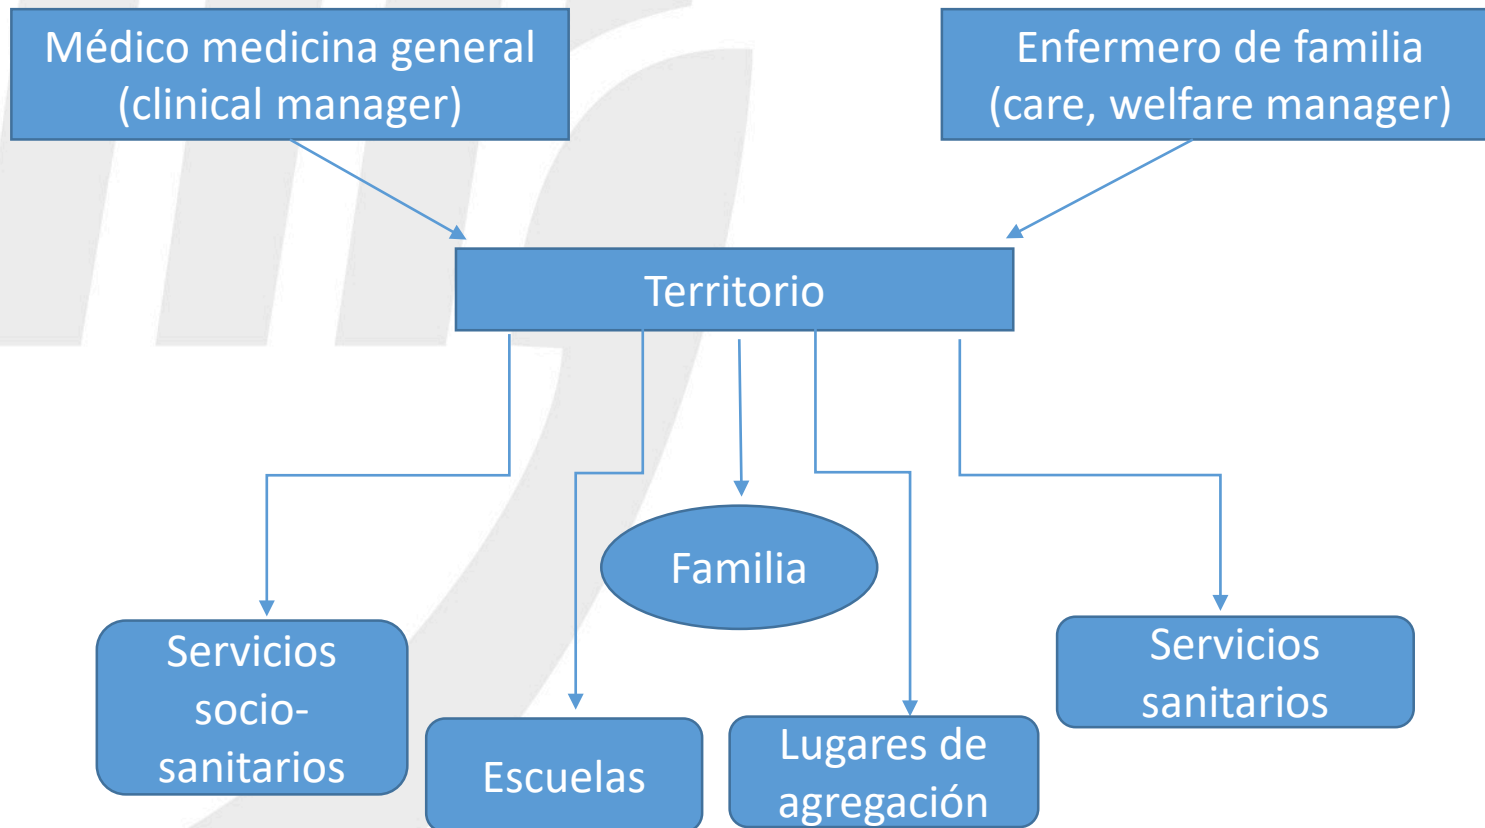 Médico medicina general
(clinical manager)
Enfermero de familia
(care, welfare manager)
Territorio
Familia
Servicios
socio-
sanitarios
Escuelas
Lugares de
agregación
Servicios
sanitarios